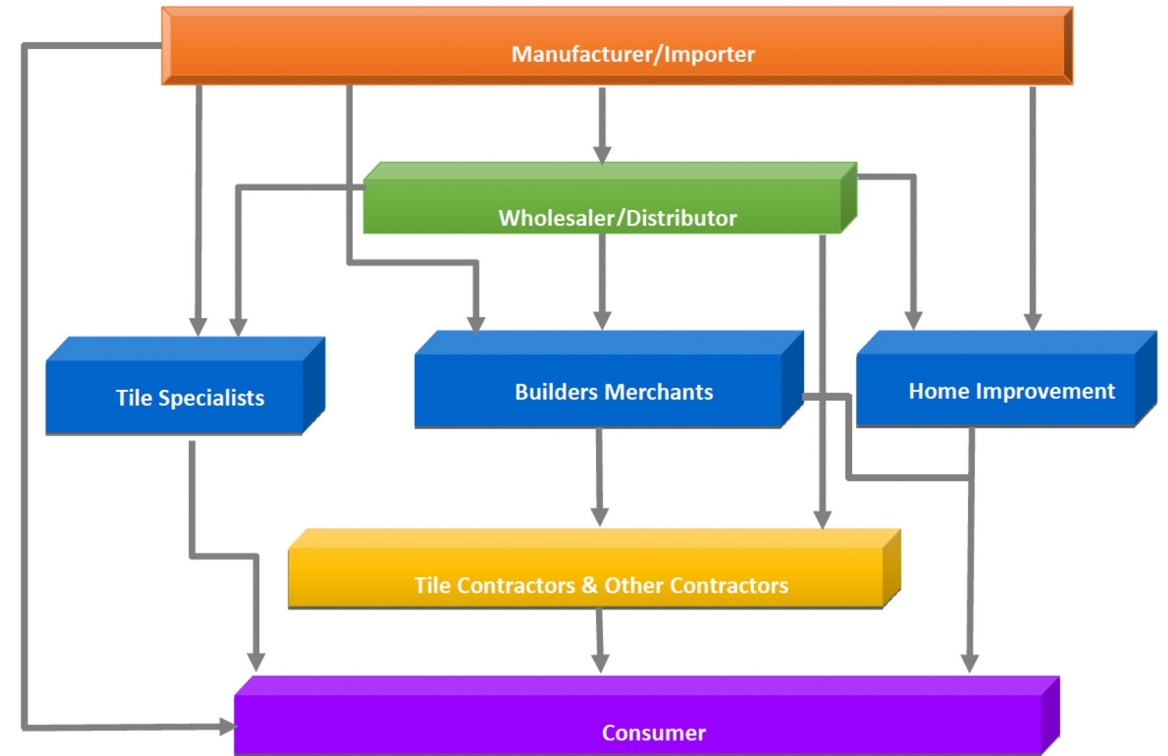 Manufacturer/Importer
Wholesaler/Distributor
Tile Specialists
Builders Merchants
Home Improvement
Tile Contractors & Other Contractors
Consumer